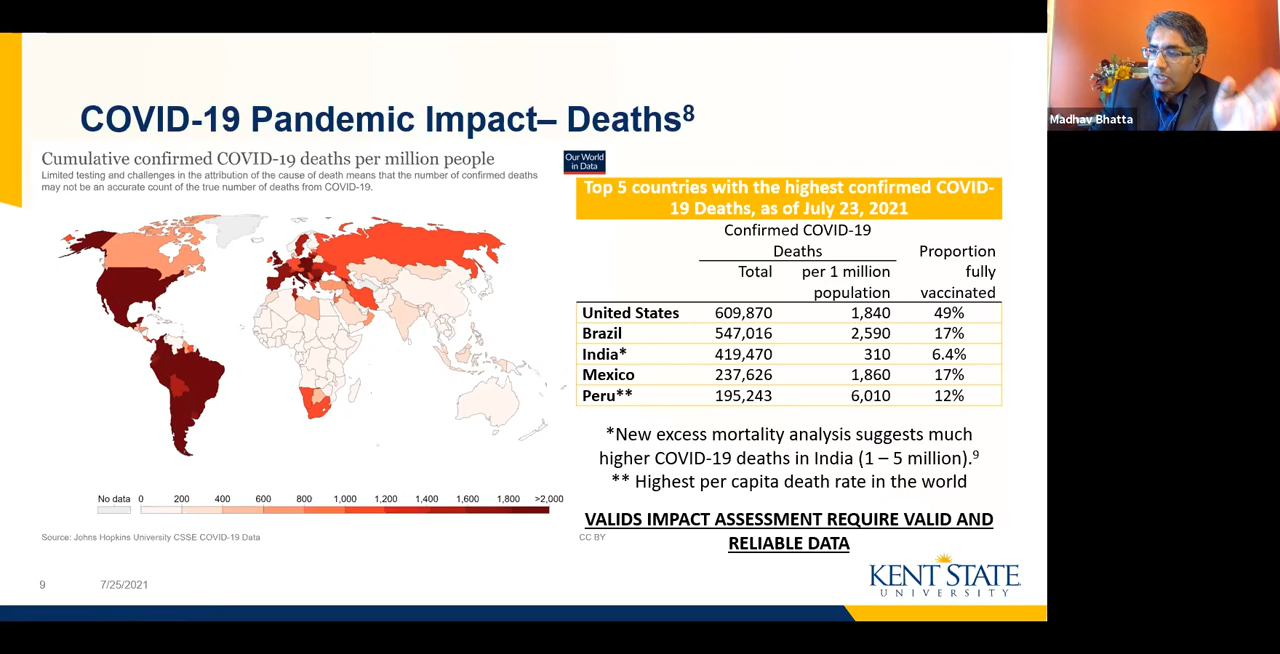 COVID-19 Pandemic Impact– Deaths⁸
Cumulative confirmed COVID-19 deaths per million people
Limited testing and challenges in the attribution of the cause of death means that the number of confirmed deaths
may not be an accurate count of the true number of deaths from COVID-19.
Our World
in Data
No data 0 200 400 600 800 1,000 1,200 1,400 1,600 1,800 >2,000
Source: Johns Hopkins University CSSE COVID-19 Data
CC BY
Top 5 countries with the highest confirmed COVID-
19 Deaths, as of July 23, 2021
Confirmed COVID-19
Deaths
Proportion
Total per 1 million fully
population vaccinated
United States 609,870 1,840 49%
Brazil 547,016 2,590 17%
India* 419,470 310 6.4%
Mexico 237,626 1,860 17%
Peru** 195,243 6,010 12%
*New excess mortality analysis suggests much
higher COVID-19 deaths in India (1 – 5 million).⁹
** Highest per capita death rate in the world
VALIDS IMPACT ASSESSMENT REQUIRE VALID AND
RELIABLE DATA
9 7/25/2021
KENT STATE
UNIVERSITY
Madhav Bhatta